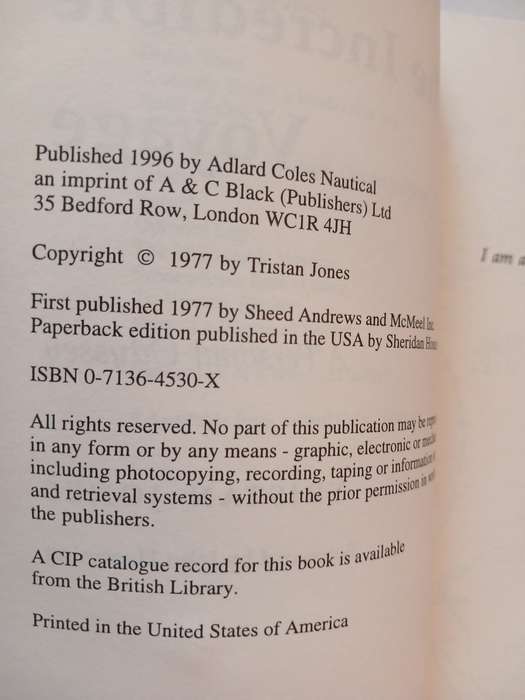 Published 1996 by Adlard Coles Nautical
an imprint of A & C Black (Publishers) Ltd
35 Bedford Row, London WC1R 4JH
Copyright © 1977 by Tristan Jones
First published 1977 by Sheed Andrews and McMeel Inc.
Paperback edition published in the USA by Sheridan
ISBN 0-7136-4530-X
All rights reserved. No part of this publication may be
in any form or by any means - graphic, electronic or
including photocopying, recording, taping or information
and retrieval systems - without the prior permission in
the publishers.
A CIP catalogue record for this book is available
from the British Library.
Printed in the United States of America
I am a